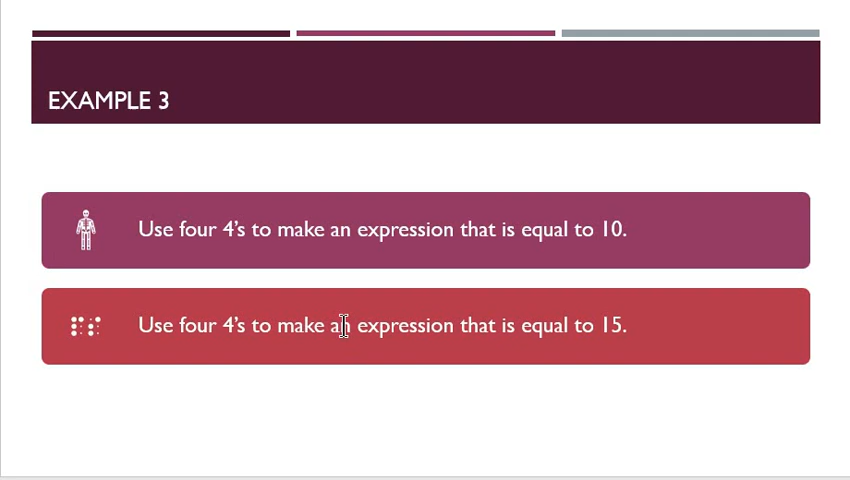 EXAMPLE 3
Use four 4’s to make an expression that is equal to 10.
Use four 4’s to make an expression that is equal to 15.